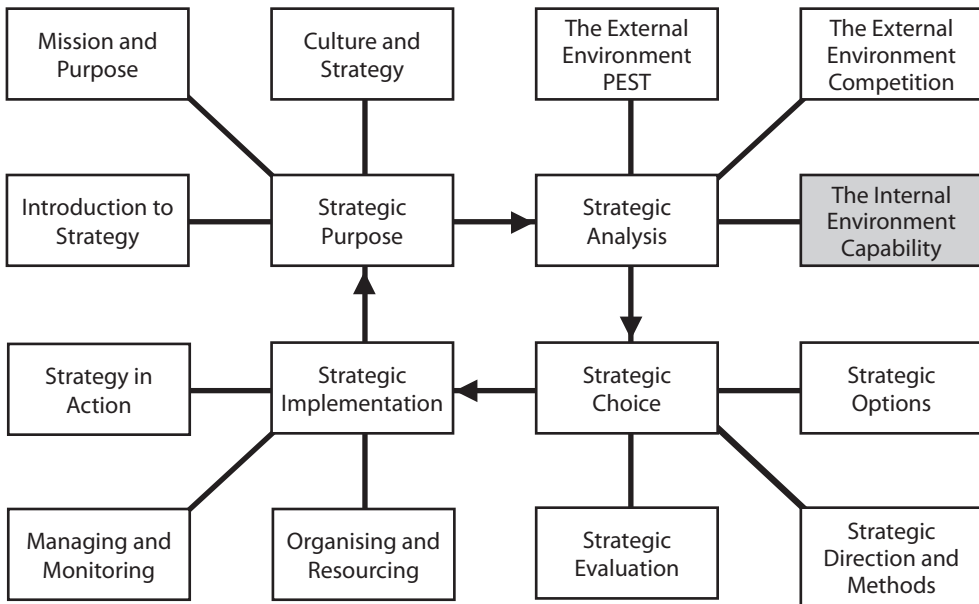 Mission and
Purpose
Culture and
Strategy
The External
Environment
PEST
The External
Environment
Competition
Introduction to
Strategy
Strategic
Purpose
Strategic
Analysis
The Internal
Environment
Capability
Strategy in
Action
Strategic
Implementation
Strategic
Choice
Strategic
Options
Managing and
Monitoring
Organising and
Resourcing
Strategic
Evaluation
Strategic
Direction and
Methods